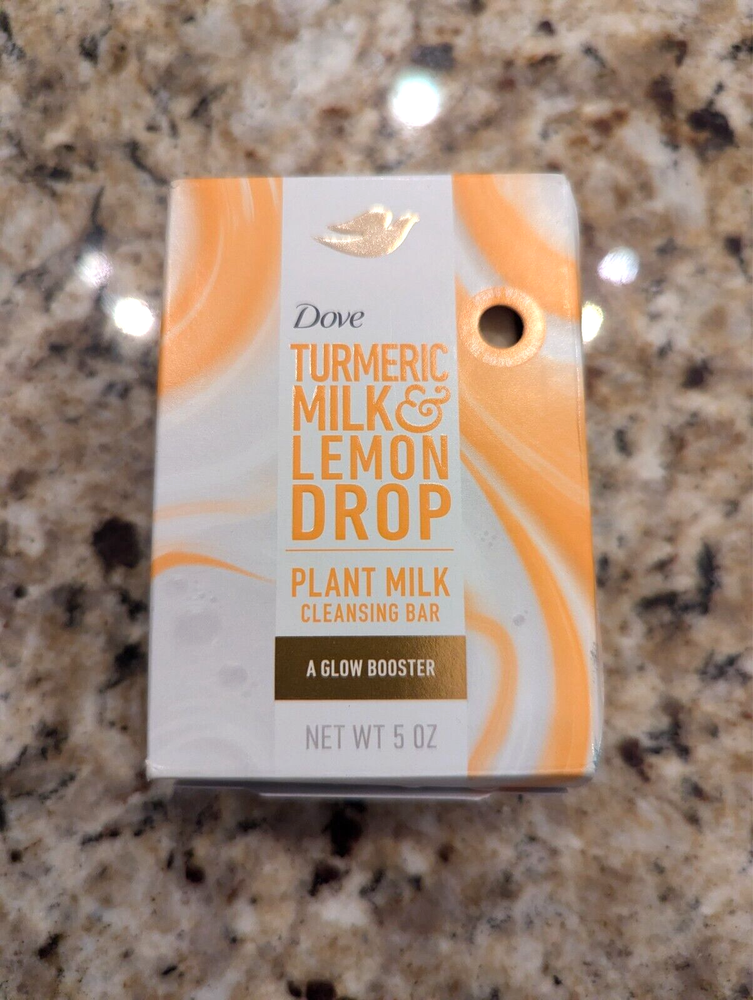 Dove
TURMERIC
MILK &
LEMON
DROP
PLANT MILK
CLEANSING BAR
A GLOW BOOSTER
NET WT 5 OZ